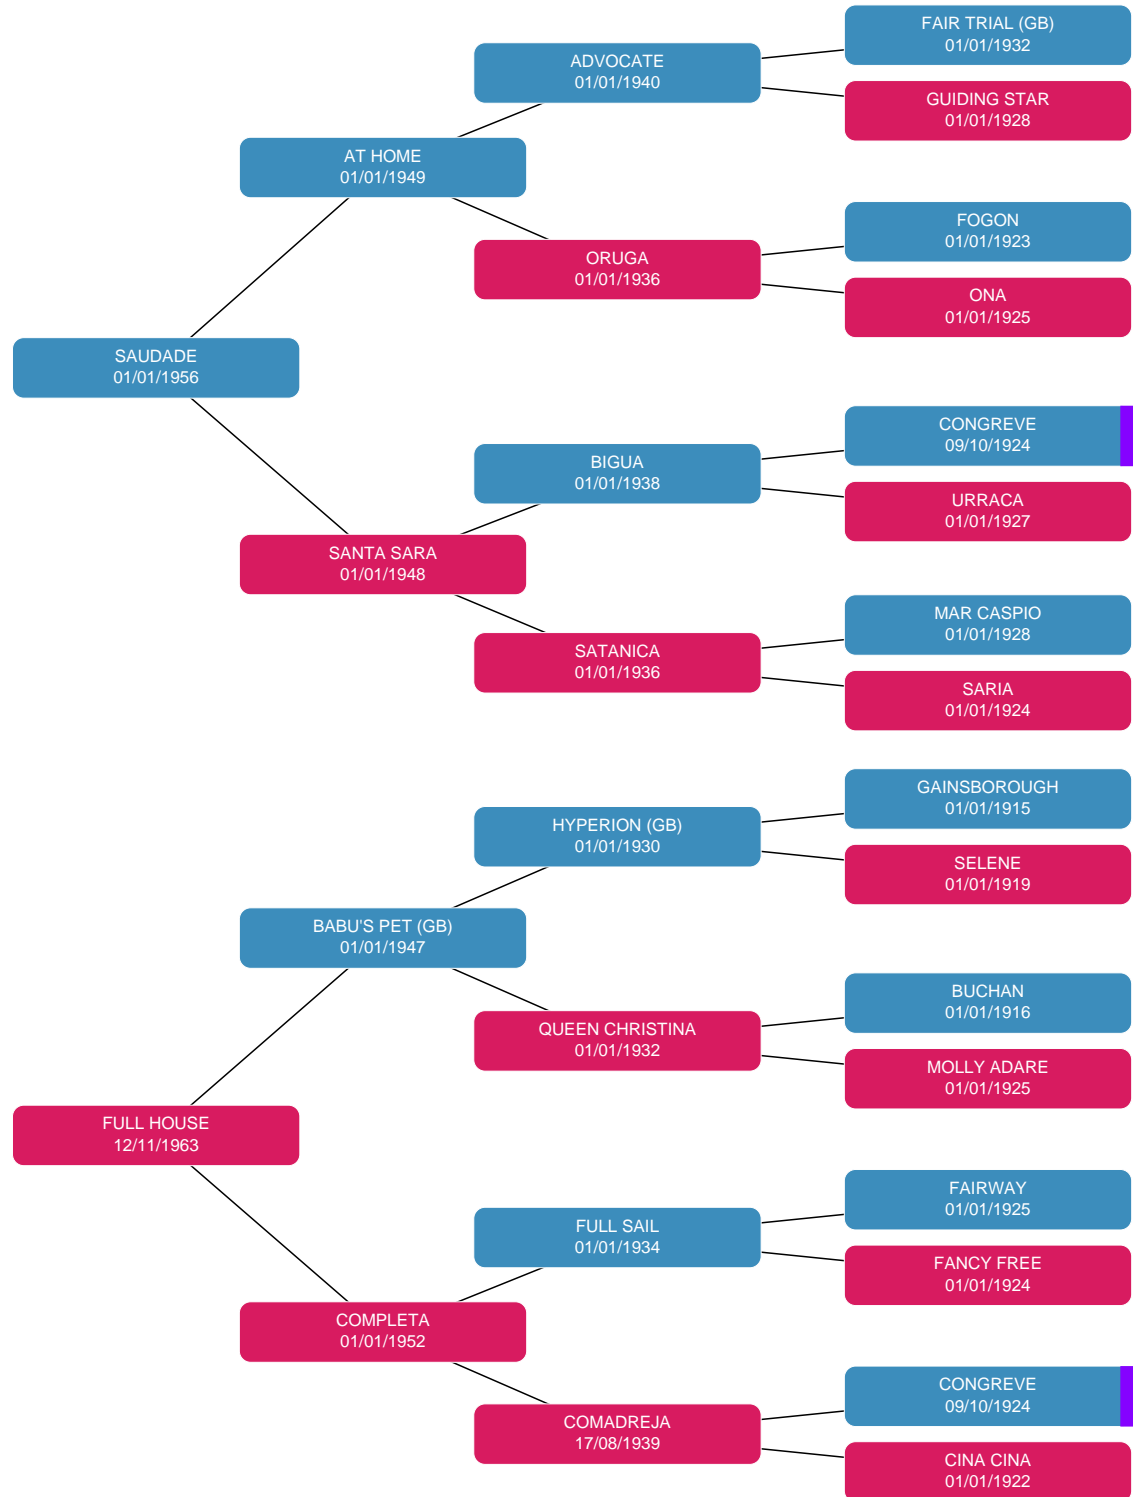 FAIR TRIAL (GB)
01/01/1932
ADVOCATE
01/01/1940
GUIDING STAR
01/01/1928
AT HOME
01/01/1949
FOGON
01/01/1923
ORUGA
01/01/1936
ONA
01/01/1925
SAUDADE
01/01/1956
CONGREVE
09/10/1924
BIGUA
01/01/1938
URRACA
01/01/1927
SANTA SARA
01/01/1948
MAR CASPIO
01/01/1928
SATANICA
01/01/1936
SARIA
01/01/1924
GAINSBOROUGH
01/01/1915
HYPERION (GB)
01/01/1930
SELENE
01/01/1919
BABU'S PET (GB)
01/01/1947
BUCHAN
01/01/1916
QUEEN CHRISTINA
01/01/1932
MOLLY ADARE
01/01/1925
FULL HOUSE
12/11/1963
FAIRWAY
01/01/1925
FULL SAIL
01/01/1934
FANCY FREE
01/01/1924
COMPLETA
01/01/1952
CONGREVE
09/10/1924
COMADREJA
17/08/1939
CINA CINA
01/01/1922